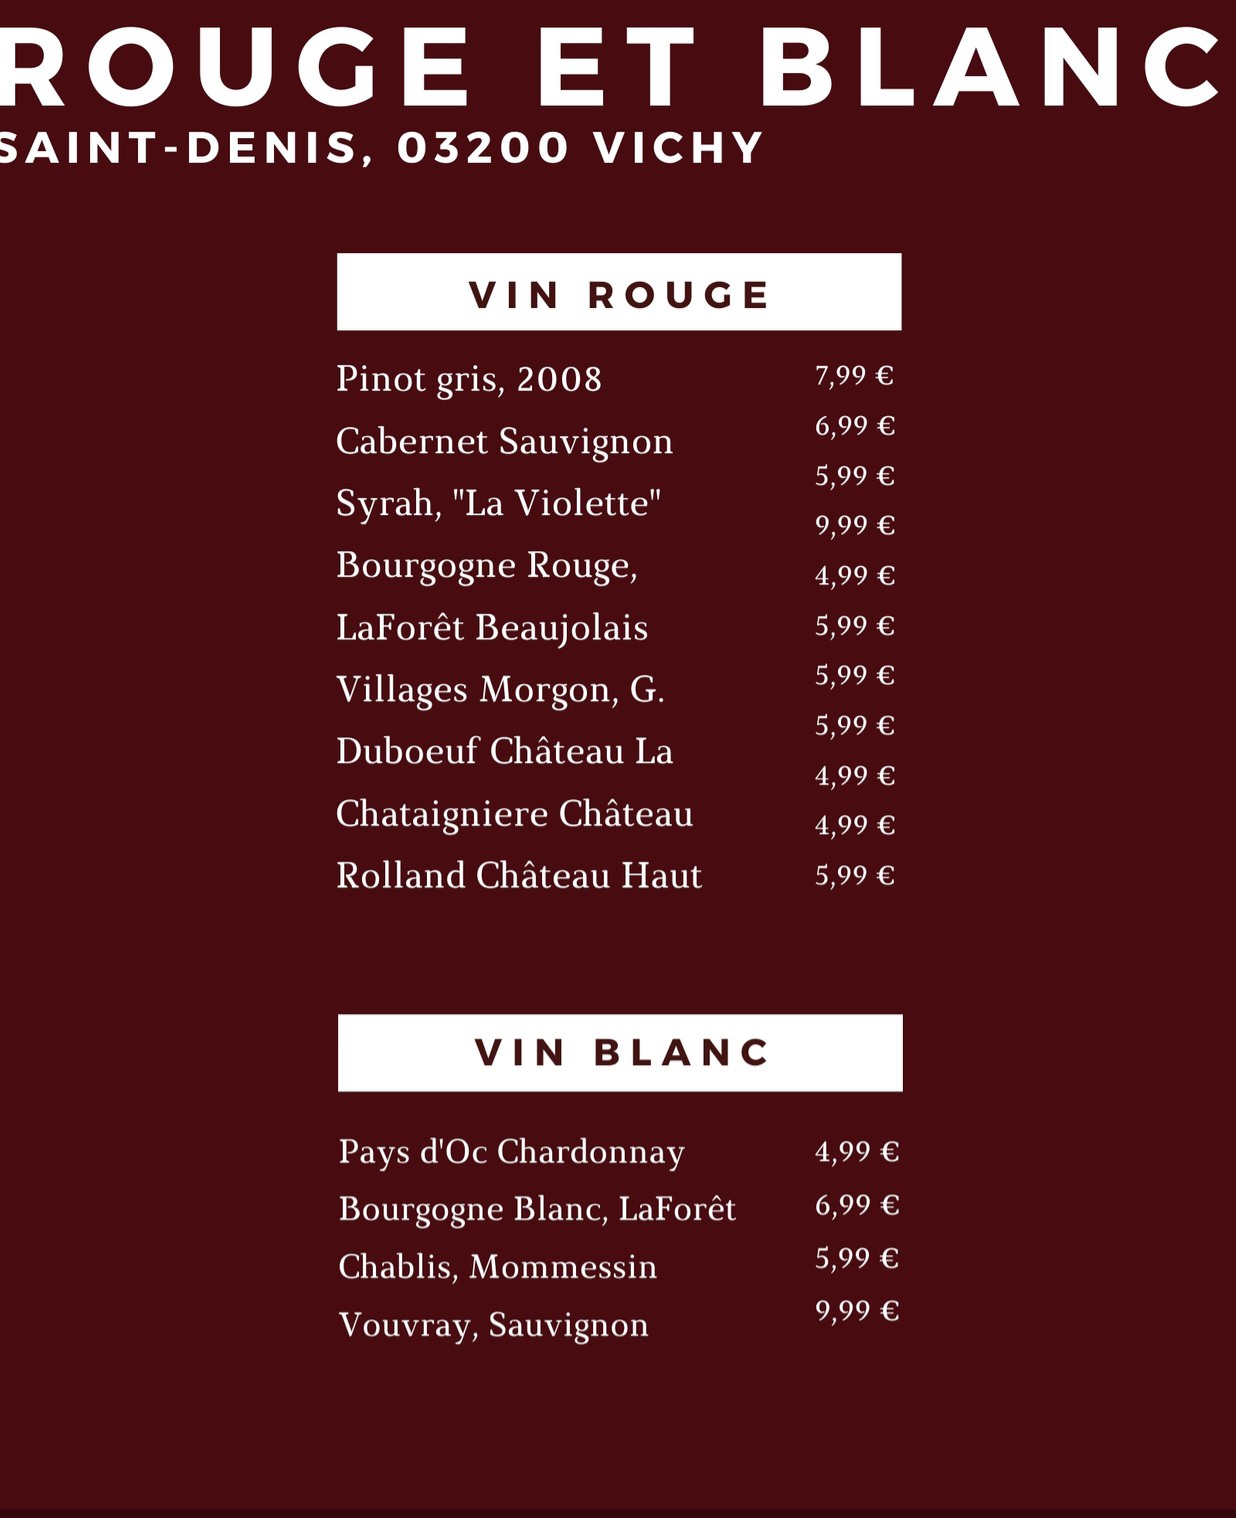 ROUGE ET BLANC
SAINT-DENIS, 03200 VICHY
VIN ROUGE
Pinot gris, 2008
Cabernet Sauvignon
Syrah, "La Violette"
Bourgogne Rouge,
LaForêt Beaujolais
Villages Morgon, G.
Duboeuf Château La
Chataigniere Château
Rolland Château Haut
7,99 €
6,99 €
5,99 €
9,99 €
4,99 €
5,99 €
5,99 €
5,99 €
4,99 €
4,99 €
5,99 €
VIN BLANC
Pays d'Oc Chardonnay
Bourgogne Blanc, LaForêt
Chablis, Mommessin
Vouvray, Sauvignon
4,99 €
6,99 €
5,99 €
9,99 €